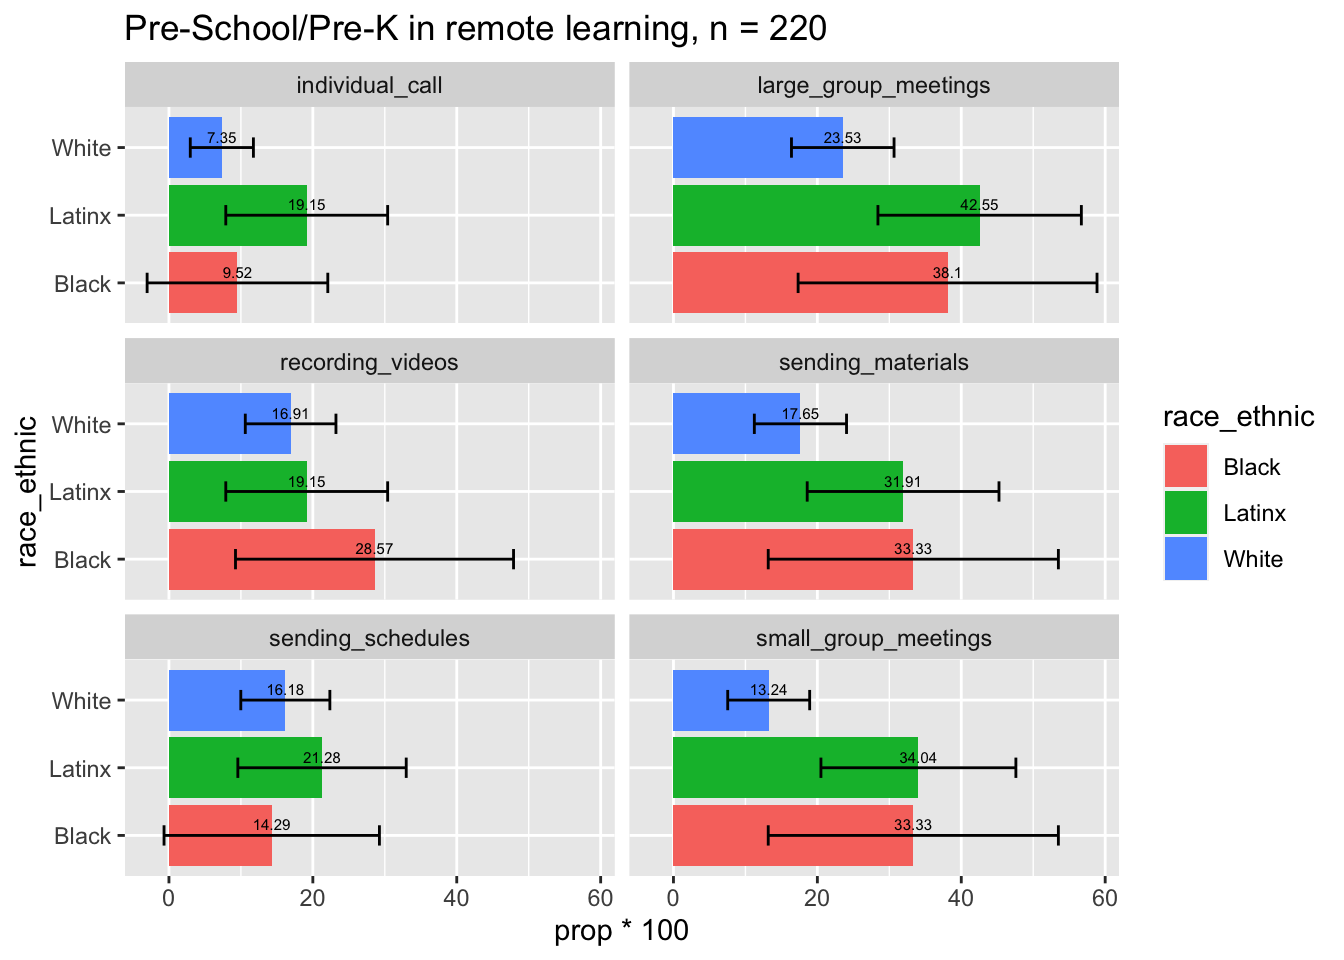 Pre-School/Pre-K in remote learning, n = 220
individual_call
large_group_meetings
White
7.35
23.53
Latinx
19.15
42.55
Black
9.52
38.1
recording_videos
sending_materials
White
16.91
17.65
Latinx
19.15
31.91
Black
28.57
33.33
sending_schedules
small_group_meetings
White
16.18
13.24
Latinx
21.28
34.04
Black
14.29
33.33
0 20 40 60
0 20 40 60
prop * 100
race_ethnic
race_ethnic
Black
Latinx
White